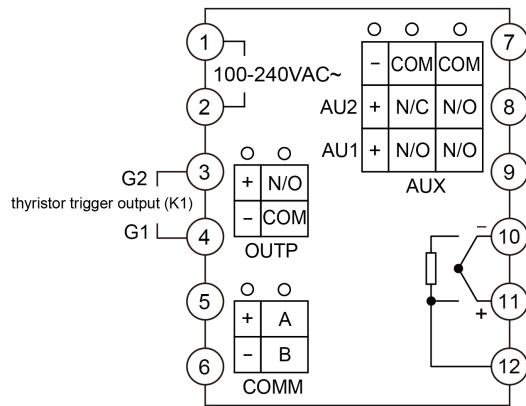 1
100-240VAC~
2
3
G2
thyristor trigger output (K1)
G1
4
5
6
+ N/O
− COM
OUTP
+ A
− B
COMM
− COM COM
AU2 + N/C N/O
AU1 + N/O N/O
AUX
7
8
9
10
−
11
+
12